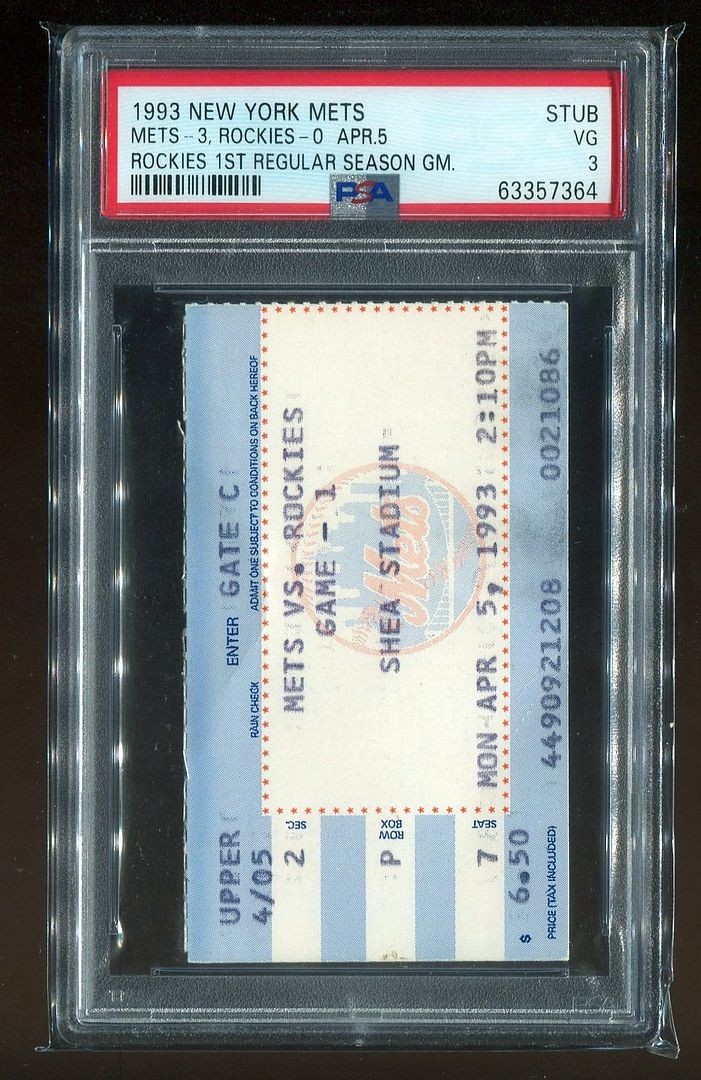 1993 NEW YORK METS STUB
METS - 3, ROCKIES - 0 APR.5 VG
ROCKIES 1ST REGULAR SEASON GM. 3
PSA 63357364
UPPER ENTER GATE C
4/05 RAIN CHECK ADMIT ONE SUBJECT TO CONDITIONS ON BACK HEREOF
SEC.
2
METS VS. ROCKIES
GAME - 1
ROW
BOX
P
SHEA STADIUM
Mets
SEAT
7
MON APR 5, 1993 2:10PM
$ 6.50
PRICE (TAX INCLUDED)
4490921208 0021086